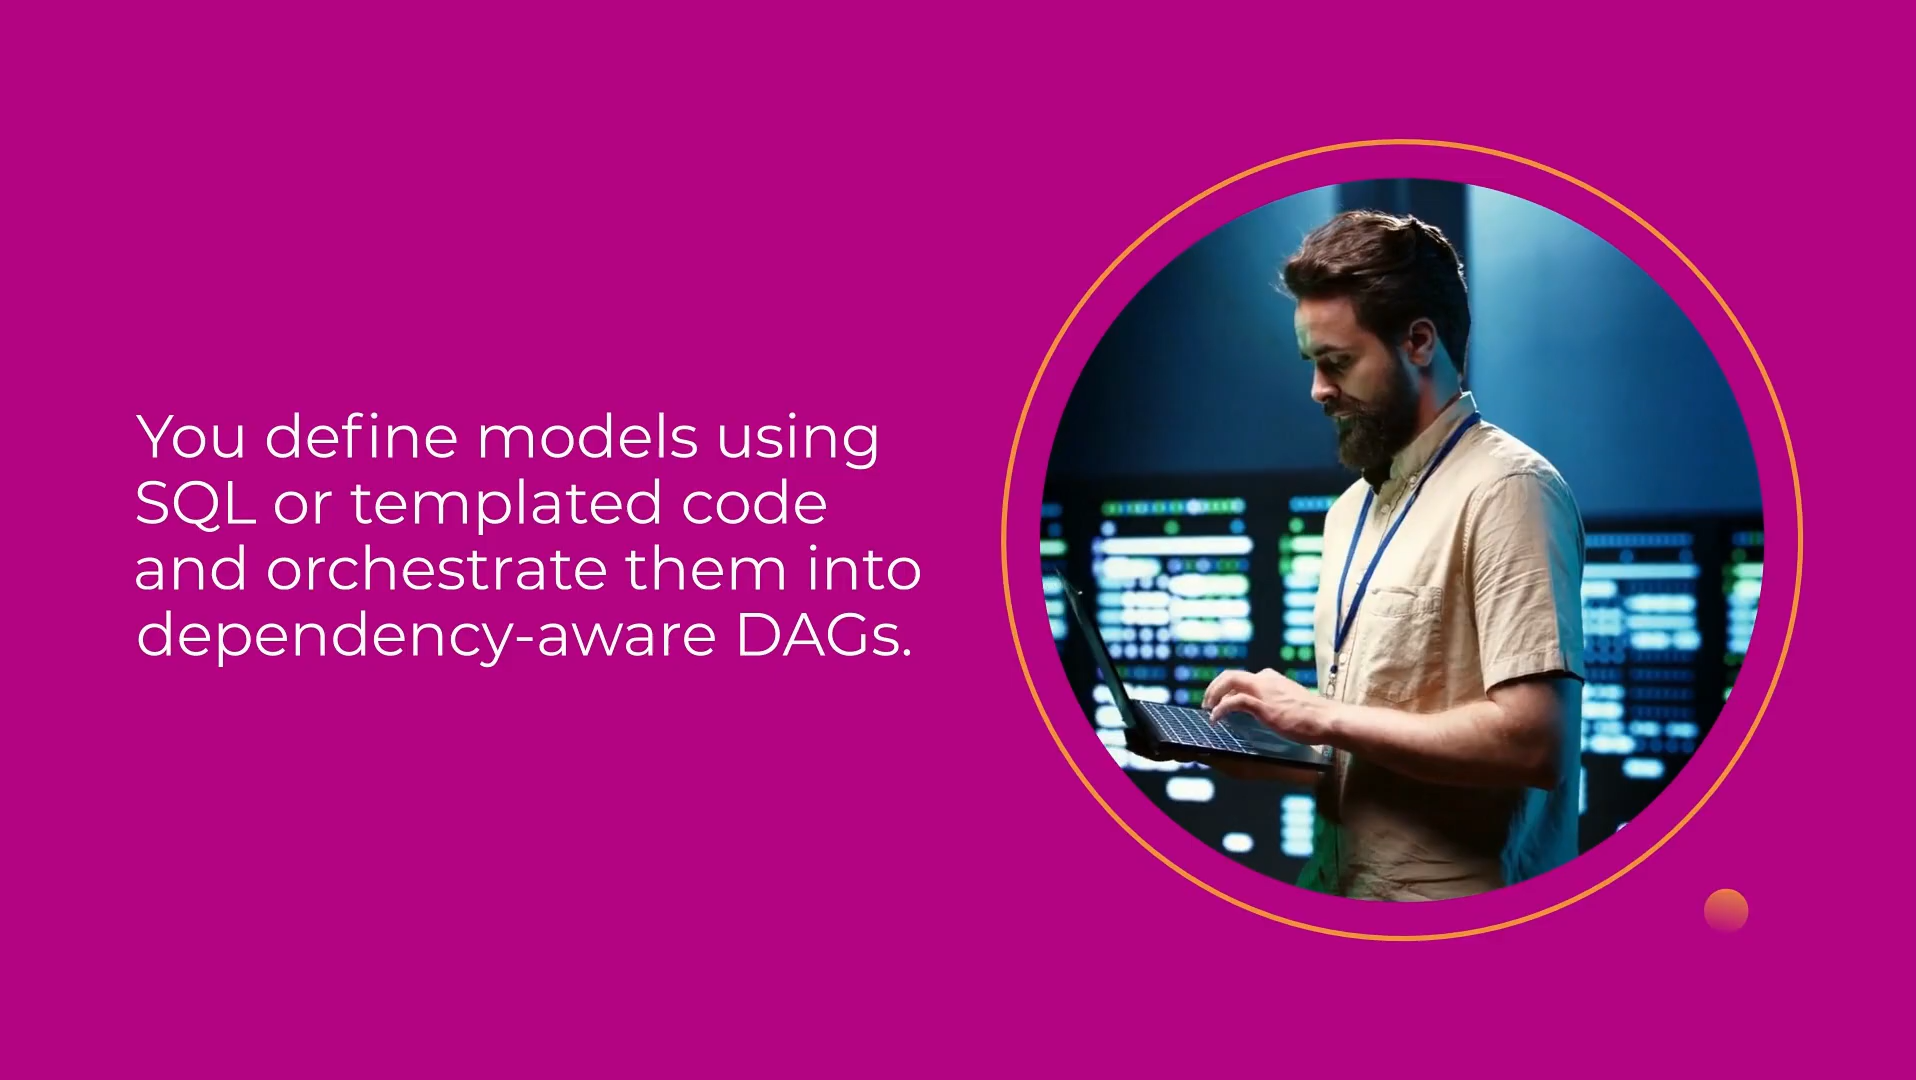 You define models using
SQL or templated code
and orchestrate them into
dependency-aware DAGs.